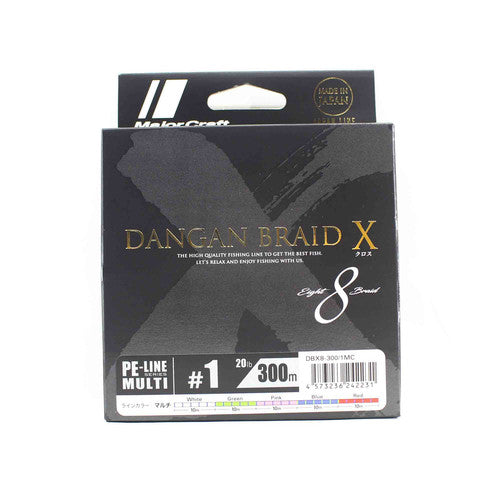 Major Craft
MADE IN
JAPAN
DANGAN BRAID X
クロス
THE HIGH QUALITY FISHING LINE TO GET THE BEST FISH.
LET'S RELAX AND ENJOY FISHING WITH US.
Eight 8 Braid
PE-LINE
SERIES
MULTI
#1
20lb
300m
DBX8-300/1MC
4 573236 242231
ラインカラー マルチ
White Green Pink Blue Red
10m 10m 10m 10m 10m